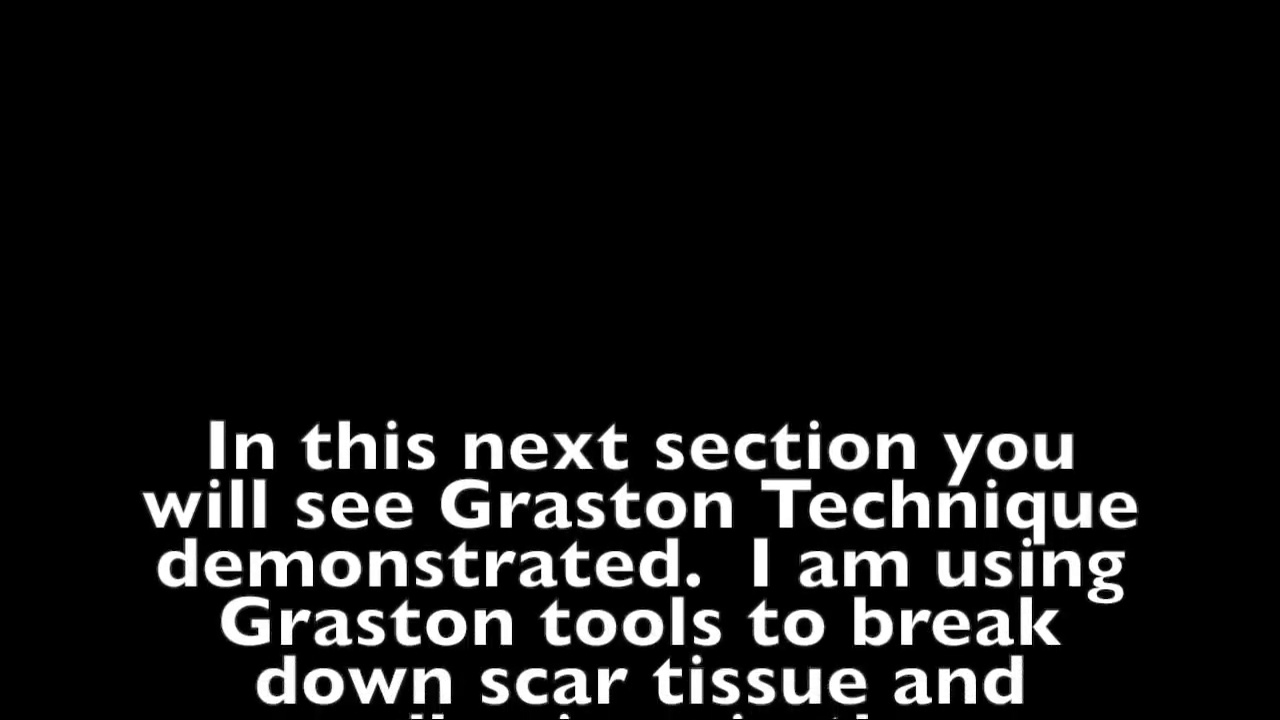 In this next section you
will see Graston Technique
demonstrated.  I am using
Graston tools to break
down scar tissue and